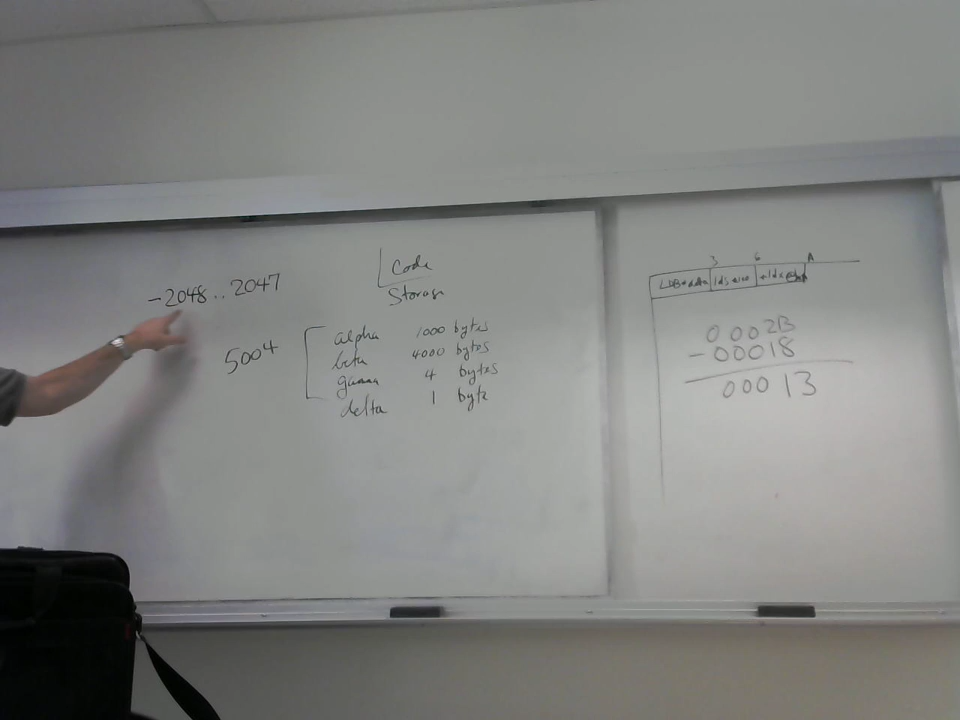 -2048..2047
Code
Storage
5004
alpha 1000 bytes
beta 4000 bytes
gamma 4 bytes
delta 1 byte
3 6 A
0002B
-00018
00013